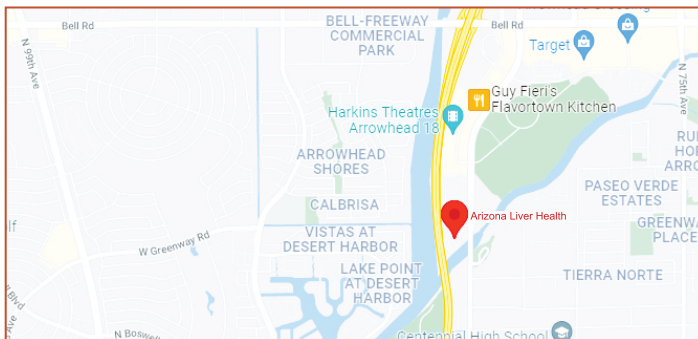 BELL-FREEWAY
COMMERCIAL
PARK
Bell Rd
Bell Rd
N 99th Ave
Target
N 75th Ave
Guy Fieri's
Flavortown Kitchen
Harkins Theatres
Arrowhead 18
ARROWHEAD
SHORES
CALBRISA
PASEO VERDE
ESTATES
Arizona Liver Health
VISTAS AT
DESERT HARBOR
W Greenway Rd
LAKE POINT
AT DESERT
HARBOR
TIERRA NORTE
N Boswell
Centennial High School